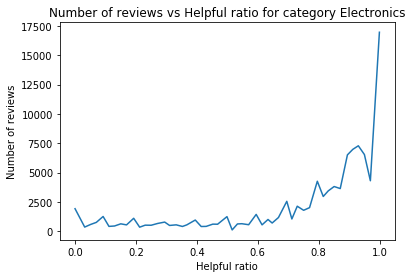 Number of reviews vs Helpful ratio for category Electronics
17500
15000
12500
10000
7500
5000
2500
0
Number of reviews
0.0 0.2 0.4 0.6 0.8 1.0
Helpful ratio